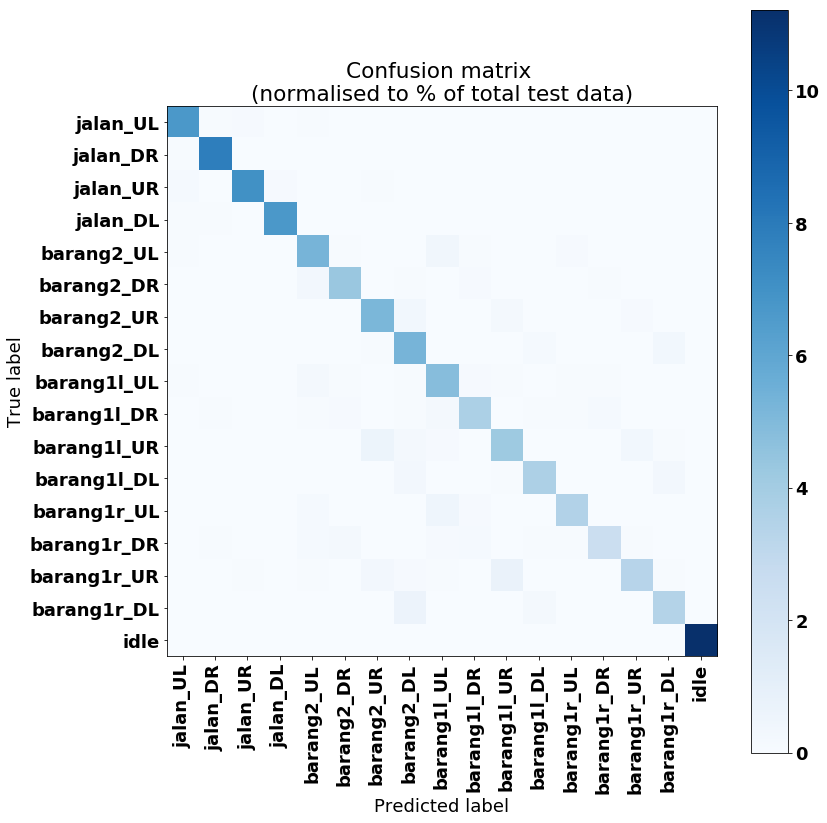 Confusion matrix
(normalised to % of total test data)
True label
jalan_UL
jalan_DR
jalan_UR
jalan_DL
barang2_UL
barang2_DR
barang2_UR
barang2_DL
barang1l_UL
barang1l_DR
barang1l_UR
barang1l_DL
barang1r_UL
barang1r_DR
barang1r_UR
barang1r_DL
idle
jalan_UL
jalan_DR
jalan_UR
jalan_DL
barang2_UL
barang2_DR
barang2_UR
barang2_DL
barang1l_UL
barang1l_DR
barang1l_UR
barang1l_DL
barang1r_UL
barang1r_DR
barang1r_UR
barang1r_DL
idle
Predicted label
10
8
6
4
2
0